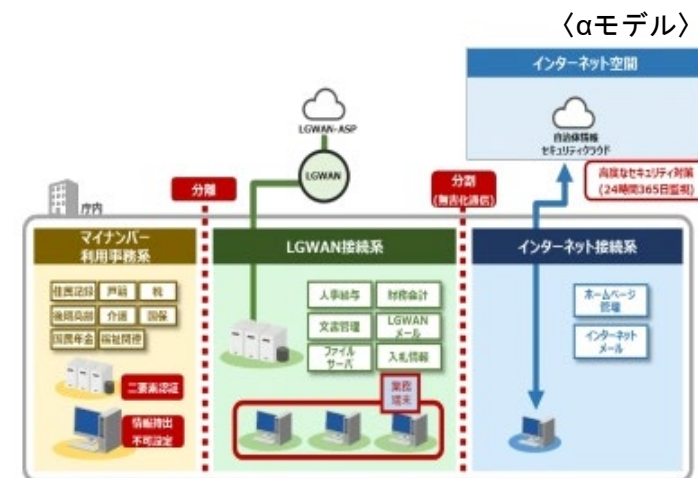 〈αモデル〉
インターネット空間
LGWAN-ASP
自治体情報
セキュリティクラウド
LGWAN
高度なセキュリティ対策
(24時間365日監視)
分離
分割
(無害化通信)
庁内
マイナンバー
利用事務系
LGWAN接続系
インターネット接続系
住民記録
戸籍
税
後期高齢
介護
国保
国民年金
福祉関連
人事給与
財務会計
文書管理
LGWAN
メール
ファイル
サーバ
入札情報
ホームページ
管理
インターネット
メール
二要素認証
情報持出
不可設定
業務
端末